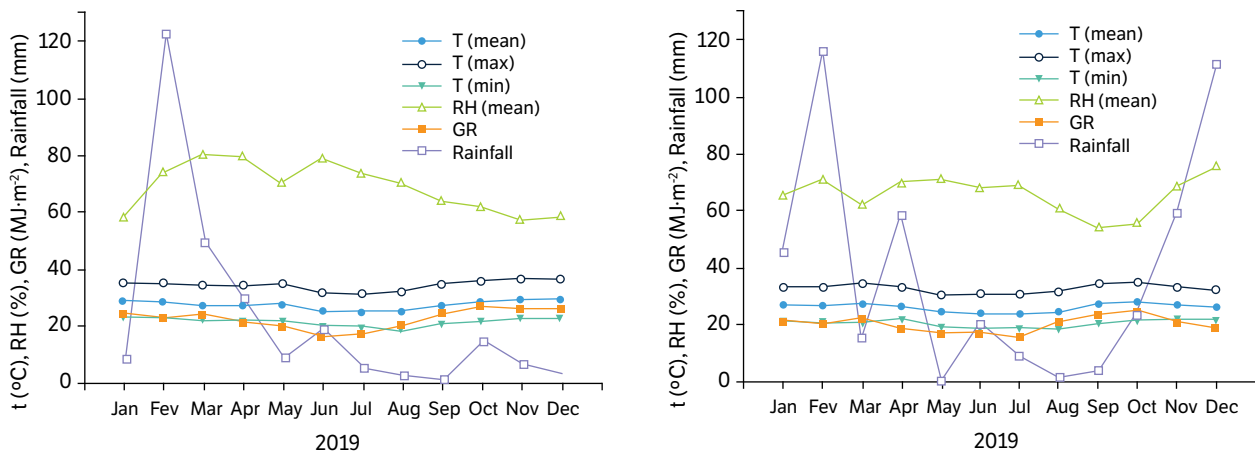 t (ºC), RH (%), GR (MJ·m⁻²), Rainfall (mm)
120
100
80
60
40
20
0
T (mean)
T (max)
T (min)
RH (mean)
GR
Rainfall
Jan Fev Mar Apr May Jun Jul Aug Sep Oct Nov Dec
2019
t (ºC), RH (%), GR (MJ·m⁻²), Rainfall (mm)
120
100
80
60
40
20
0
T (mean)
T (max)
T (min)
RH (mean)
GR
Rainfall
Jan Fev Mar Apr May Jun Jul Aug Sep Oct Nov Dec
2019